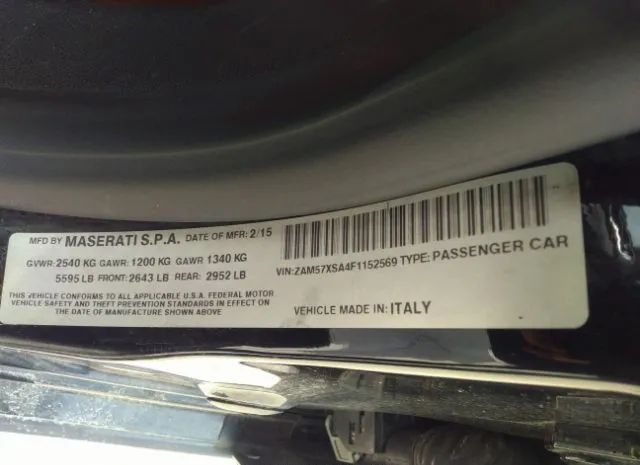 MFD BY MASERATI S.P.A. DATE OF MFR: 2/15
GVWR: 2540 KG GAWR: 1200 KG GAWR 1340 KG
5595 LB FRONT: 2643 LB REAR: 2952 LB
THIS VEHICLE CONFORMS TO ALL APPLICABLE U.S.A. FEDERAL MOTOR
VEHICLE SAFETY AND THEFT PREVENTION STANDARDS IN EFFECT ON
THE DATE OF MANUFACTURE SHOWN ABOVE
VIN: ZAM57XSA4F1152569 TYPE: PASSENGER CAR
VEHICLE MADE IN: ITALY